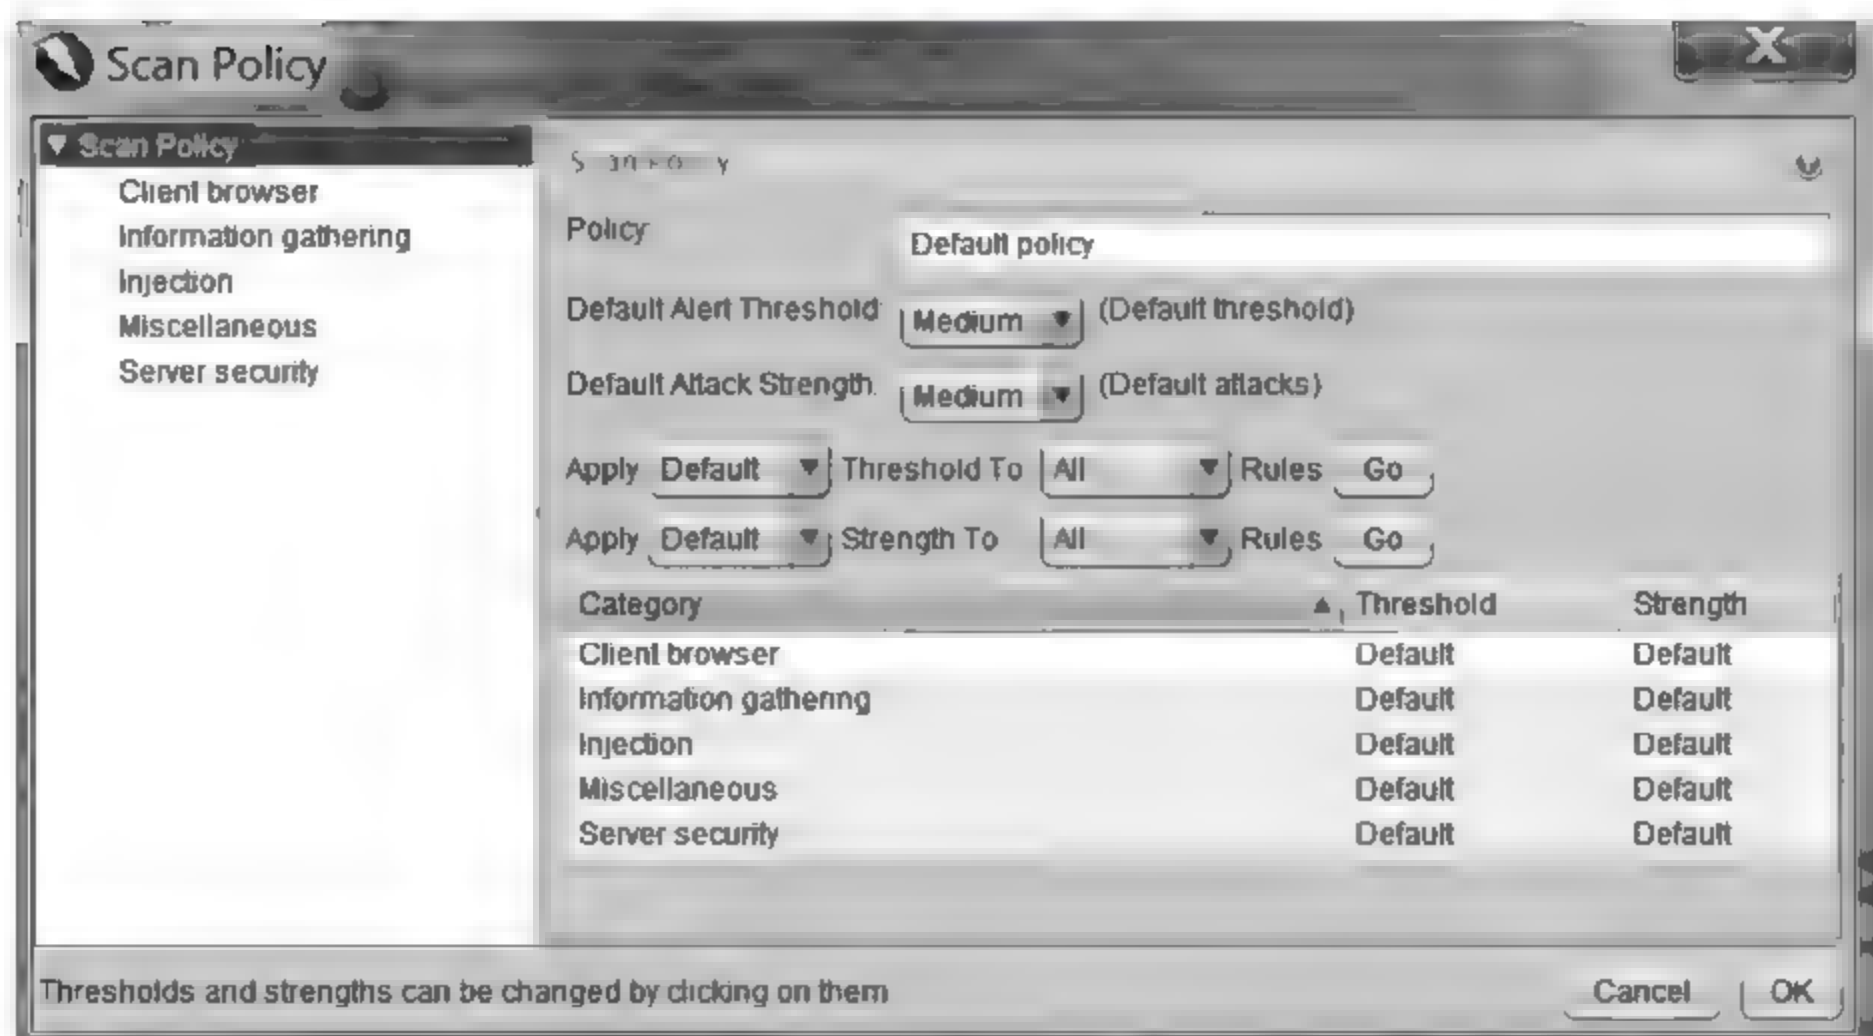 Scan Policy
Scan Policy
Client browser
Information gathering
Injection
Miscellaneous
Server security
Policy
Default policy
Default Alert Threshold: Medium (Default threshold)
Default Attack Strength: Medium (Default attacks)
Apply Default Threshold To All Rules Go
Apply Default Strength To All Rules Go
Category Threshold Strength
Client browser Default Default
Information gathering Default Default
Injection Default Default
Miscellaneous Default Default
Server security Default Default
Thresholds and strengths can be changed by clicking on them
Cancel OK